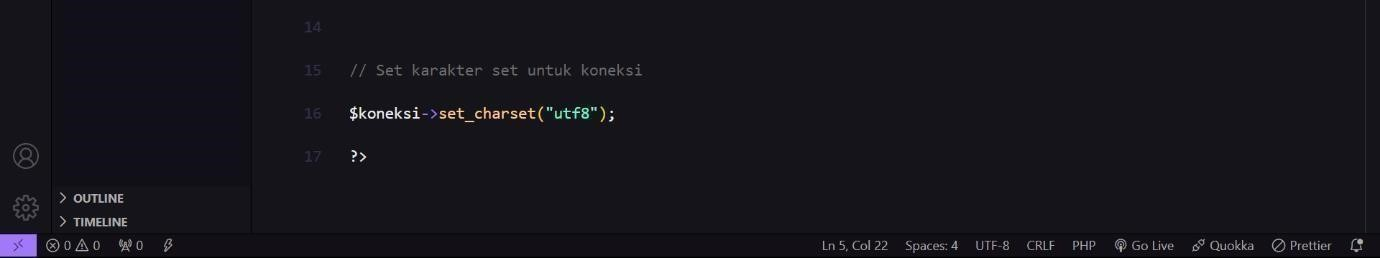 14
15 // Set karakter set untuk koneksi
16 $koneksi->set_charset("utf8");
17 ?>
OUTLINE
TIMELINE
0 0 0 Ln 5, Col 22 Spaces: 4 UTF-8 CRLF PHP Go Live Quokka Prettier